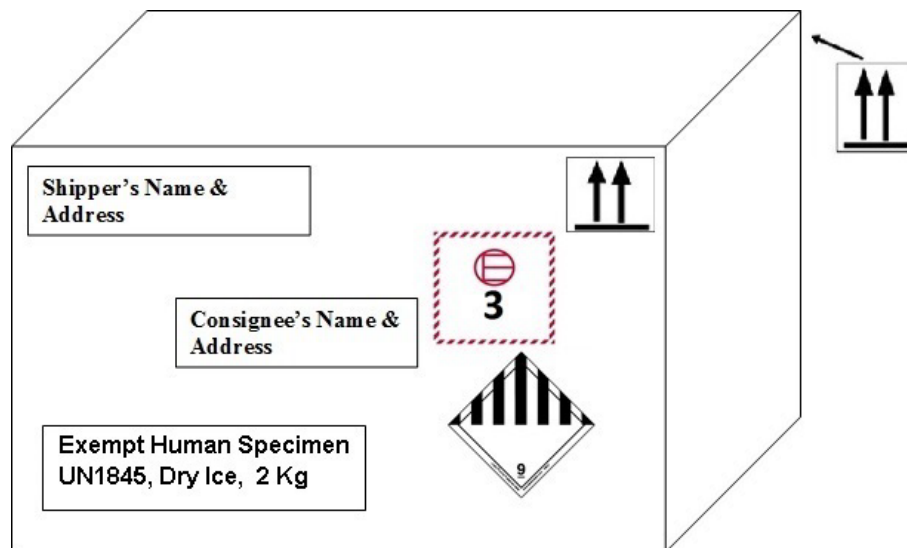 Shipper's Name &
Address
E
3
Consignee's Name &
Address
9
Exempt Human Specimen
UN1845, Dry Ice, 2 Kg